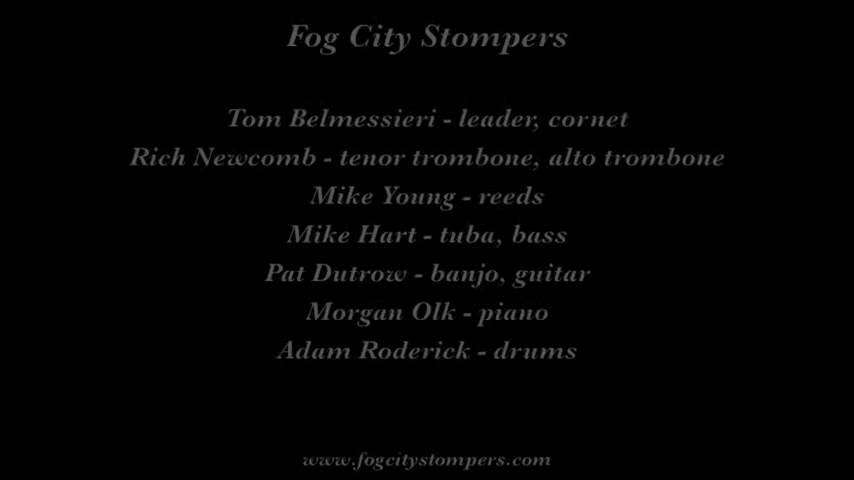 Fog City Stompers
Tom Belmessieri - leader, cornet
Rich Newcomb - tenor trombone, alto trombone
Mike Young - reeds
Mike Hart - tuba, bass
Pat Dutrow - banjo, guitar
Morgan Olk - piano
Adam Roderick - drums
www.fogcitystompers.com